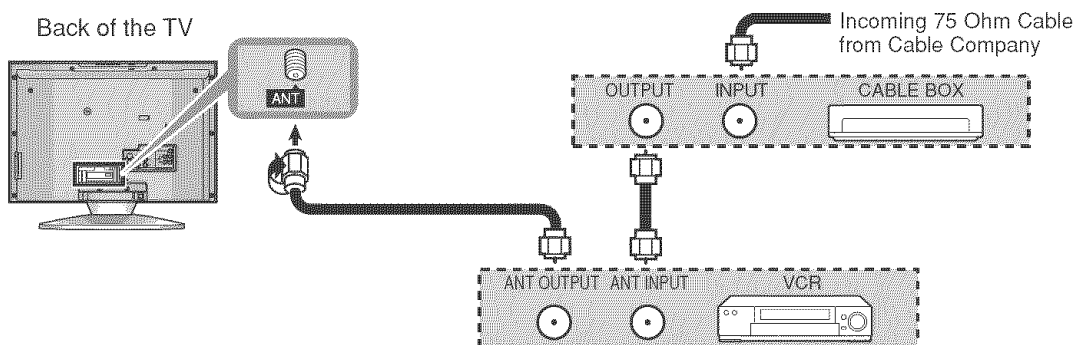 Back of the TV
ANT
Incoming 75 Ohm Cable
from Cable Company
OUTPUT INPUT CABLE BOX
ANT OUTPUT ANT INPUT VCR